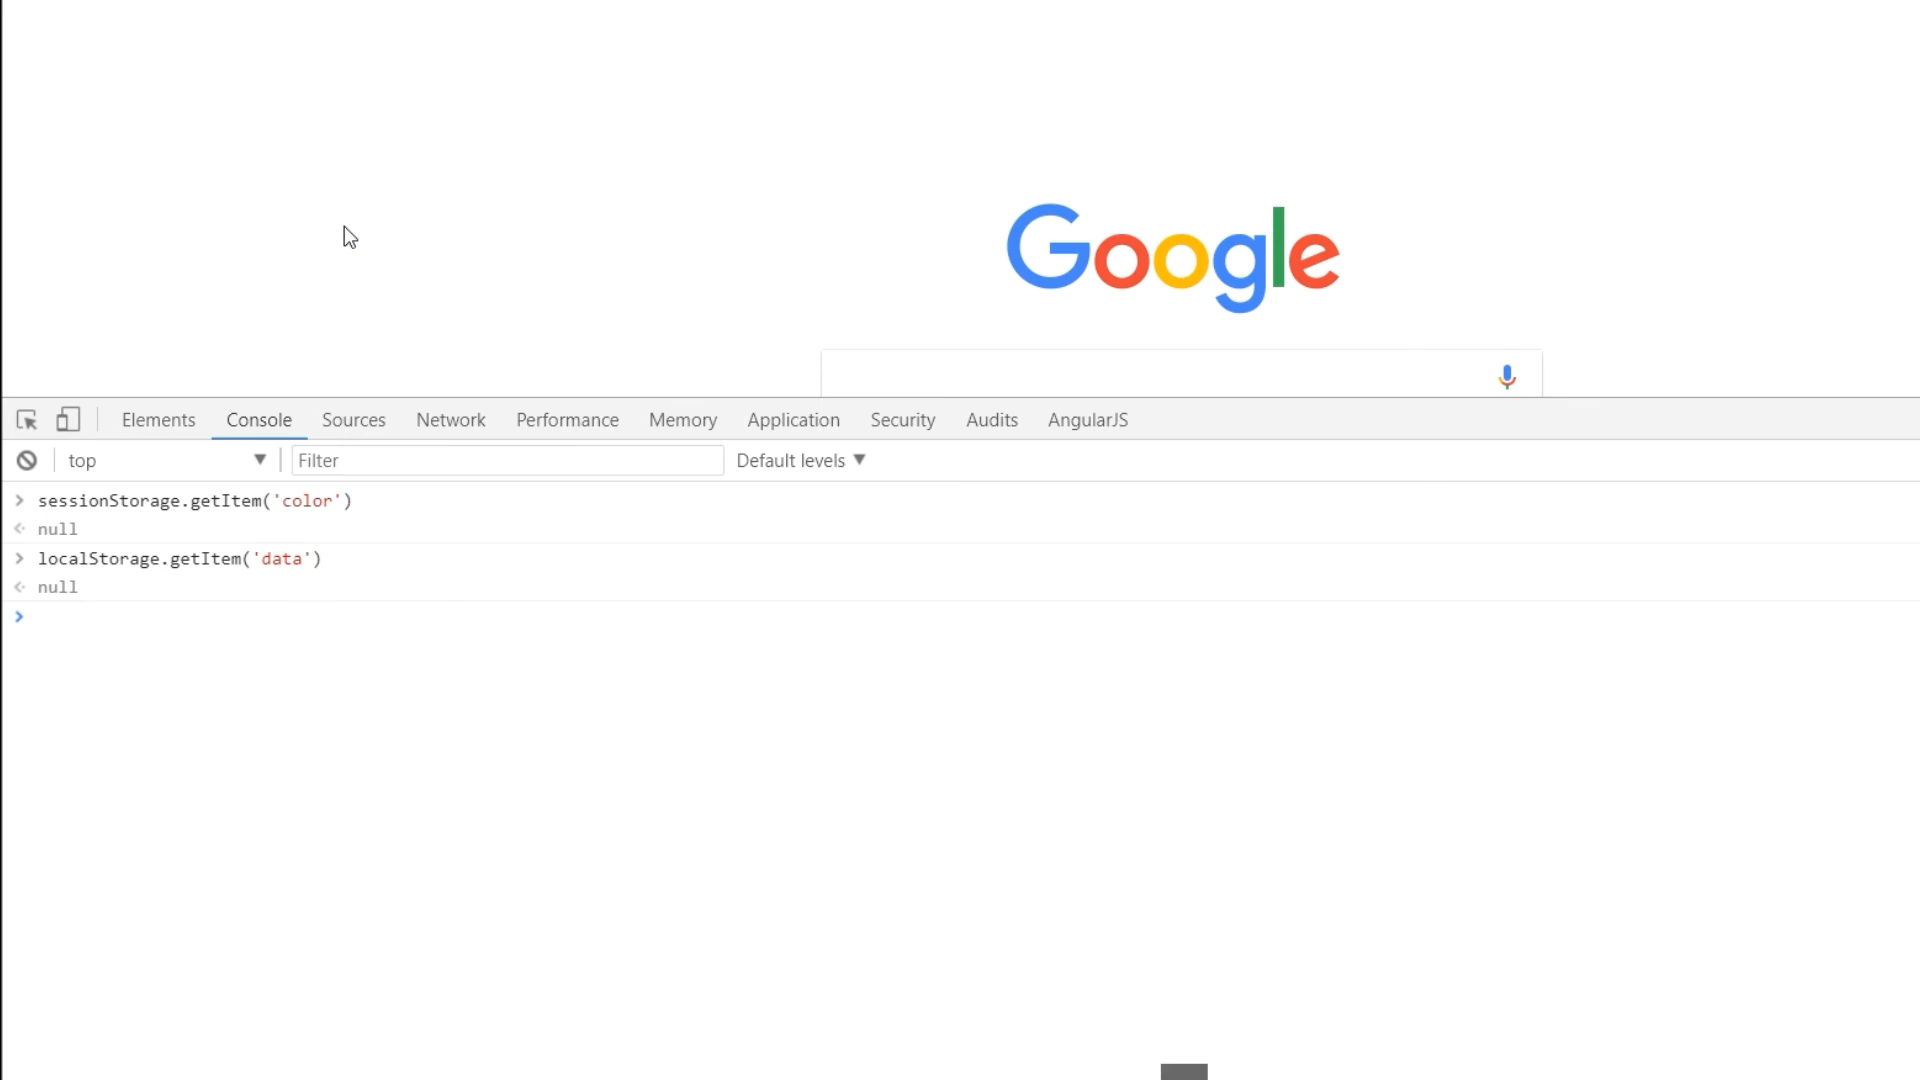 Google
Elements Console Sources Network Performance Memory Application Security Audits AngularJS
top Filter Default levels
sessionStorage.getItem('color')
null
localStorage.getItem('data')
null